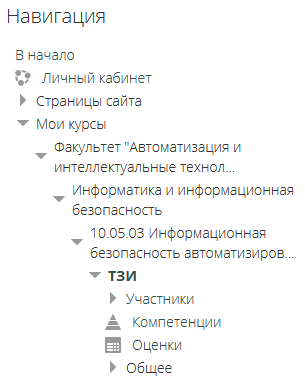 Навигация
В начало
Личный кабинет
Страницы сайта
Мои курсы
Факультет "Автоматизация и
интеллектуальные технол...
Информатика и информационная
безопасность
10.05.03 Информационная
безопасность автоматизиров...
ТЗИ
Участники
Компетенции
Оценки
Общее